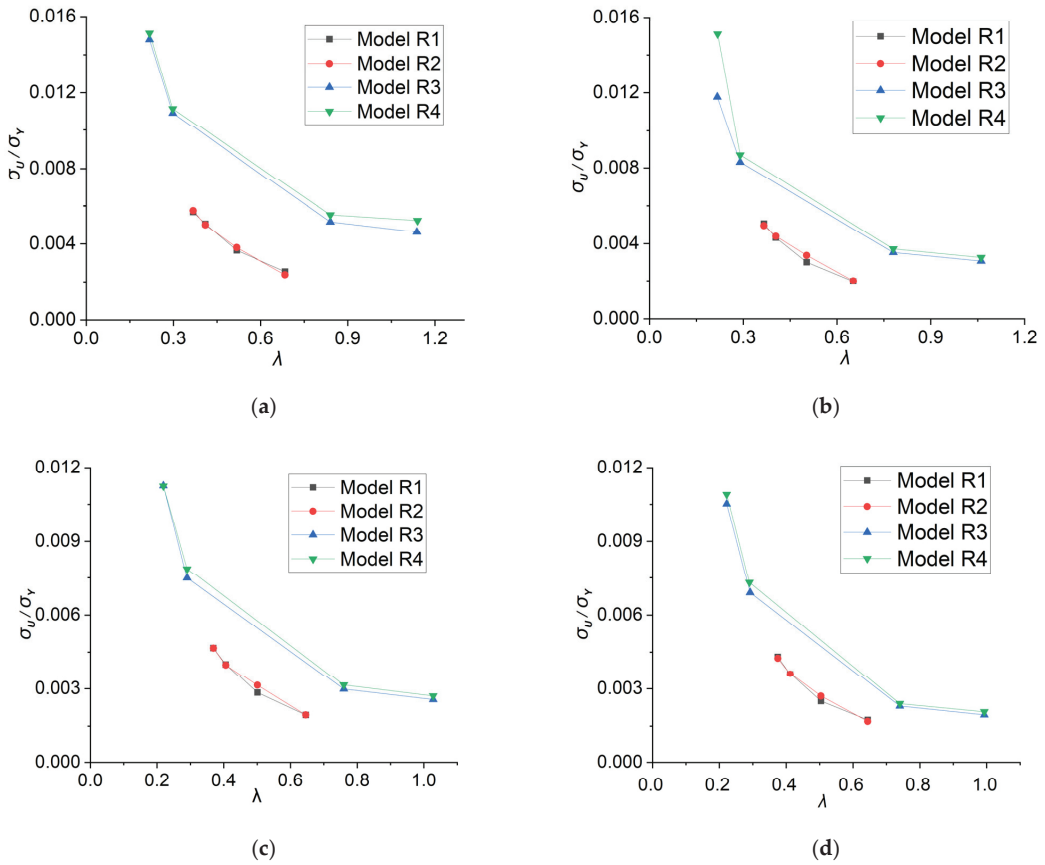 0.016
0.012
0.008
0.004
0.000
σU/σY
0.0 0.3 0.6 0.9 1.2
λ
Model R1
Model R2
Model R3
Model R4
(a)
0.016
0.012
0.008
0.004
0.000
σU/σY
0.0 0.3 0.6 0.9 1.2
λ
Model R1
Model R2
Model R3
Model R4
(b)
0.012
0.009
0.006
0.003
0.000
σU/σY
0.0 0.2 0.4 0.6 0.8 1.0
λ
Model R1
Model R2
Model R3
Model R4
(c)
0.012
0.009
0.006
0.003
0.000
σU/σY
0.0 0.2 0.4 0.6 0.8 1.0
λ
Model R1
Model R2
Model R3
Model R4
(d)